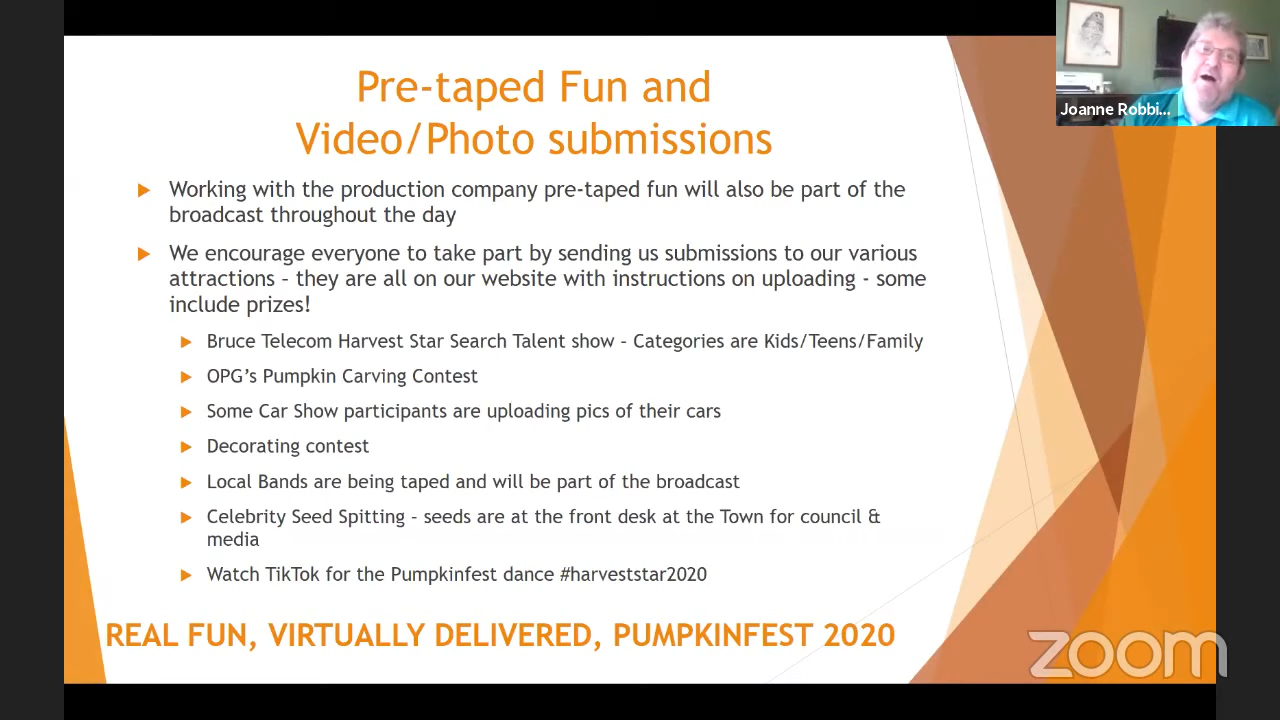 Pre-taped Fun and
Video/Photo submissions
Joanne Robbi...
Working with the production company pre-taped fun will also be part of the
broadcast throughout the day
We encourage everyone to take part by sending us submissions to our various
attractions – they are all on our website with instructions on uploading - some
include prizes!
Bruce Telecom Harvest Star Search Talent show – Categories are Kids/Teens/Family
OPG's Pumpkin Carving Contest
Some Car Show participants are uploading pics of their cars
Decorating contest
Local Bands are being taped and will be part of the broadcast
Celebrity Seed Spitting – seeds are at the front desk at the Town for council &
media
Watch TikTok for the Pumpkinfest dance #harveststar2020
REAL FUN, VIRTUALLY DELIVERED, PUMPKINFEST 2020
zoom